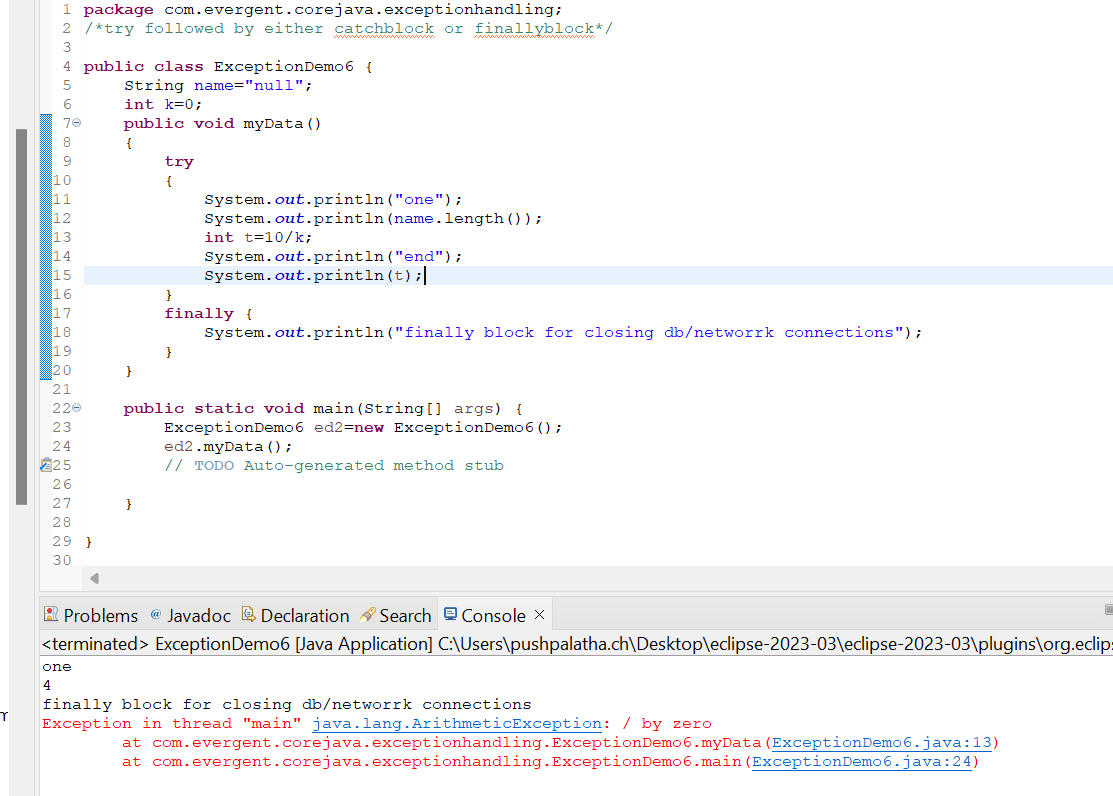 1 package com.evergent.corejava.exceptionhandling;
2 /*try followed by either catchblock or finallyblock*/
3
4 public class ExceptionDemo6 {
5 String name="null";
6 int k=0;
7 public void myData()
8 {
9 try
10 {
11 System.out.println("one");
12 System.out.println(name.length());
13 int t=10/k;
14 System.out.println("end");
15 System.out.println(t);
16 }
17 finally {
18 System.out.println("finally block for closing db/networrk connections");
19 }
20 }
21
22 public static void main(String[] args) {
23 ExceptionDemo6 ed2=new ExceptionDemo6();
24 ed2.myData();
25 // TODO Auto-generated method stub
26
27 }
28
29 }
30
Problems @ Javadoc Declaration Search Console
<terminated> ExceptionDemo6 [Java Application] C:\Users\pushpalatha.ch\Desktop\eclipse-2023-03\eclipse-2023-03\plugins\org.eclips
one
4
finally block for closing db/networrk connections
Exception in thread "main" java.lang.ArithmeticException: / by zero
at com.evergent.corejava.exceptionhandling.ExceptionDemo6.myData(ExceptionDemo6.java:13)
at com.evergent.corejava.exceptionhandling.ExceptionDemo6.main(ExceptionDemo6.java:24)